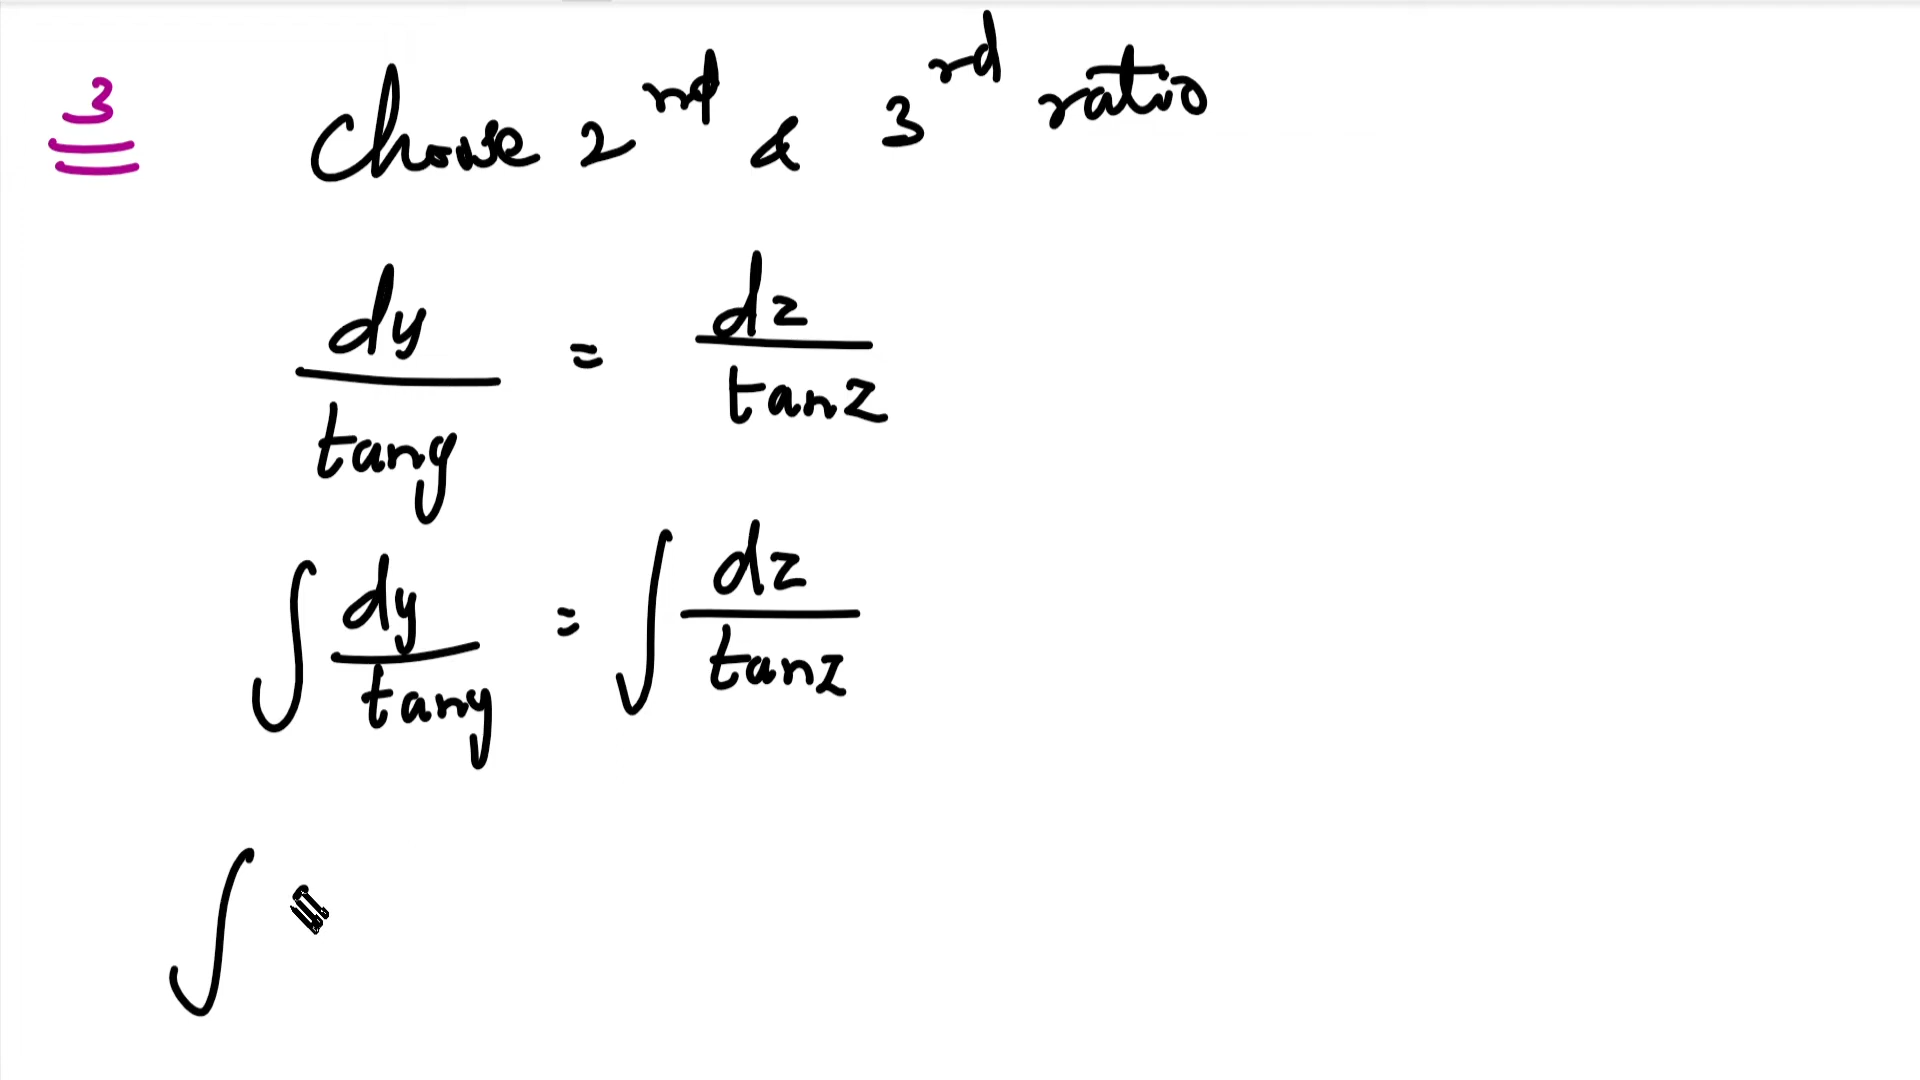 3 Choose 2nd & 3rd ratio
dy/tany = dz/tanz
∫ dy/tany = ∫ dz/tanz
∫